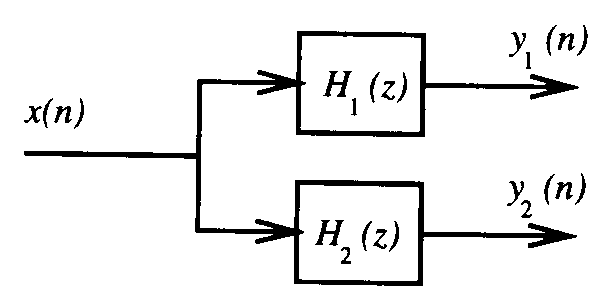 y₁(n)
H₁(z)
x(n)
y₂(n)
H₂(z)